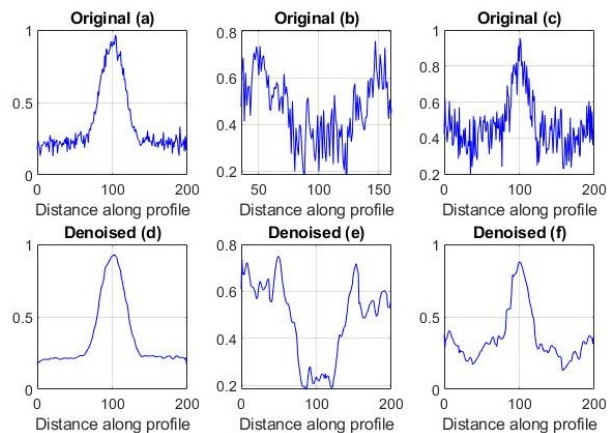 Original (a) Original (b) Original (c)
1 0.8 1
0.8
0.6
0.5 0.6
0.4
0.4
0 0.2 0.2
0 100 200 50 100 150 0 100 200
Distance along profile Distance along profile Distance along profile
Denoised (d) Denoised (e) Denoised (f)
1 0.8 1
0.6
0.5 0.5
0.4
0 0.2 0
0 100 200 0 100 200 0 100 200
Distance along profile Distance along profile Distance along profile